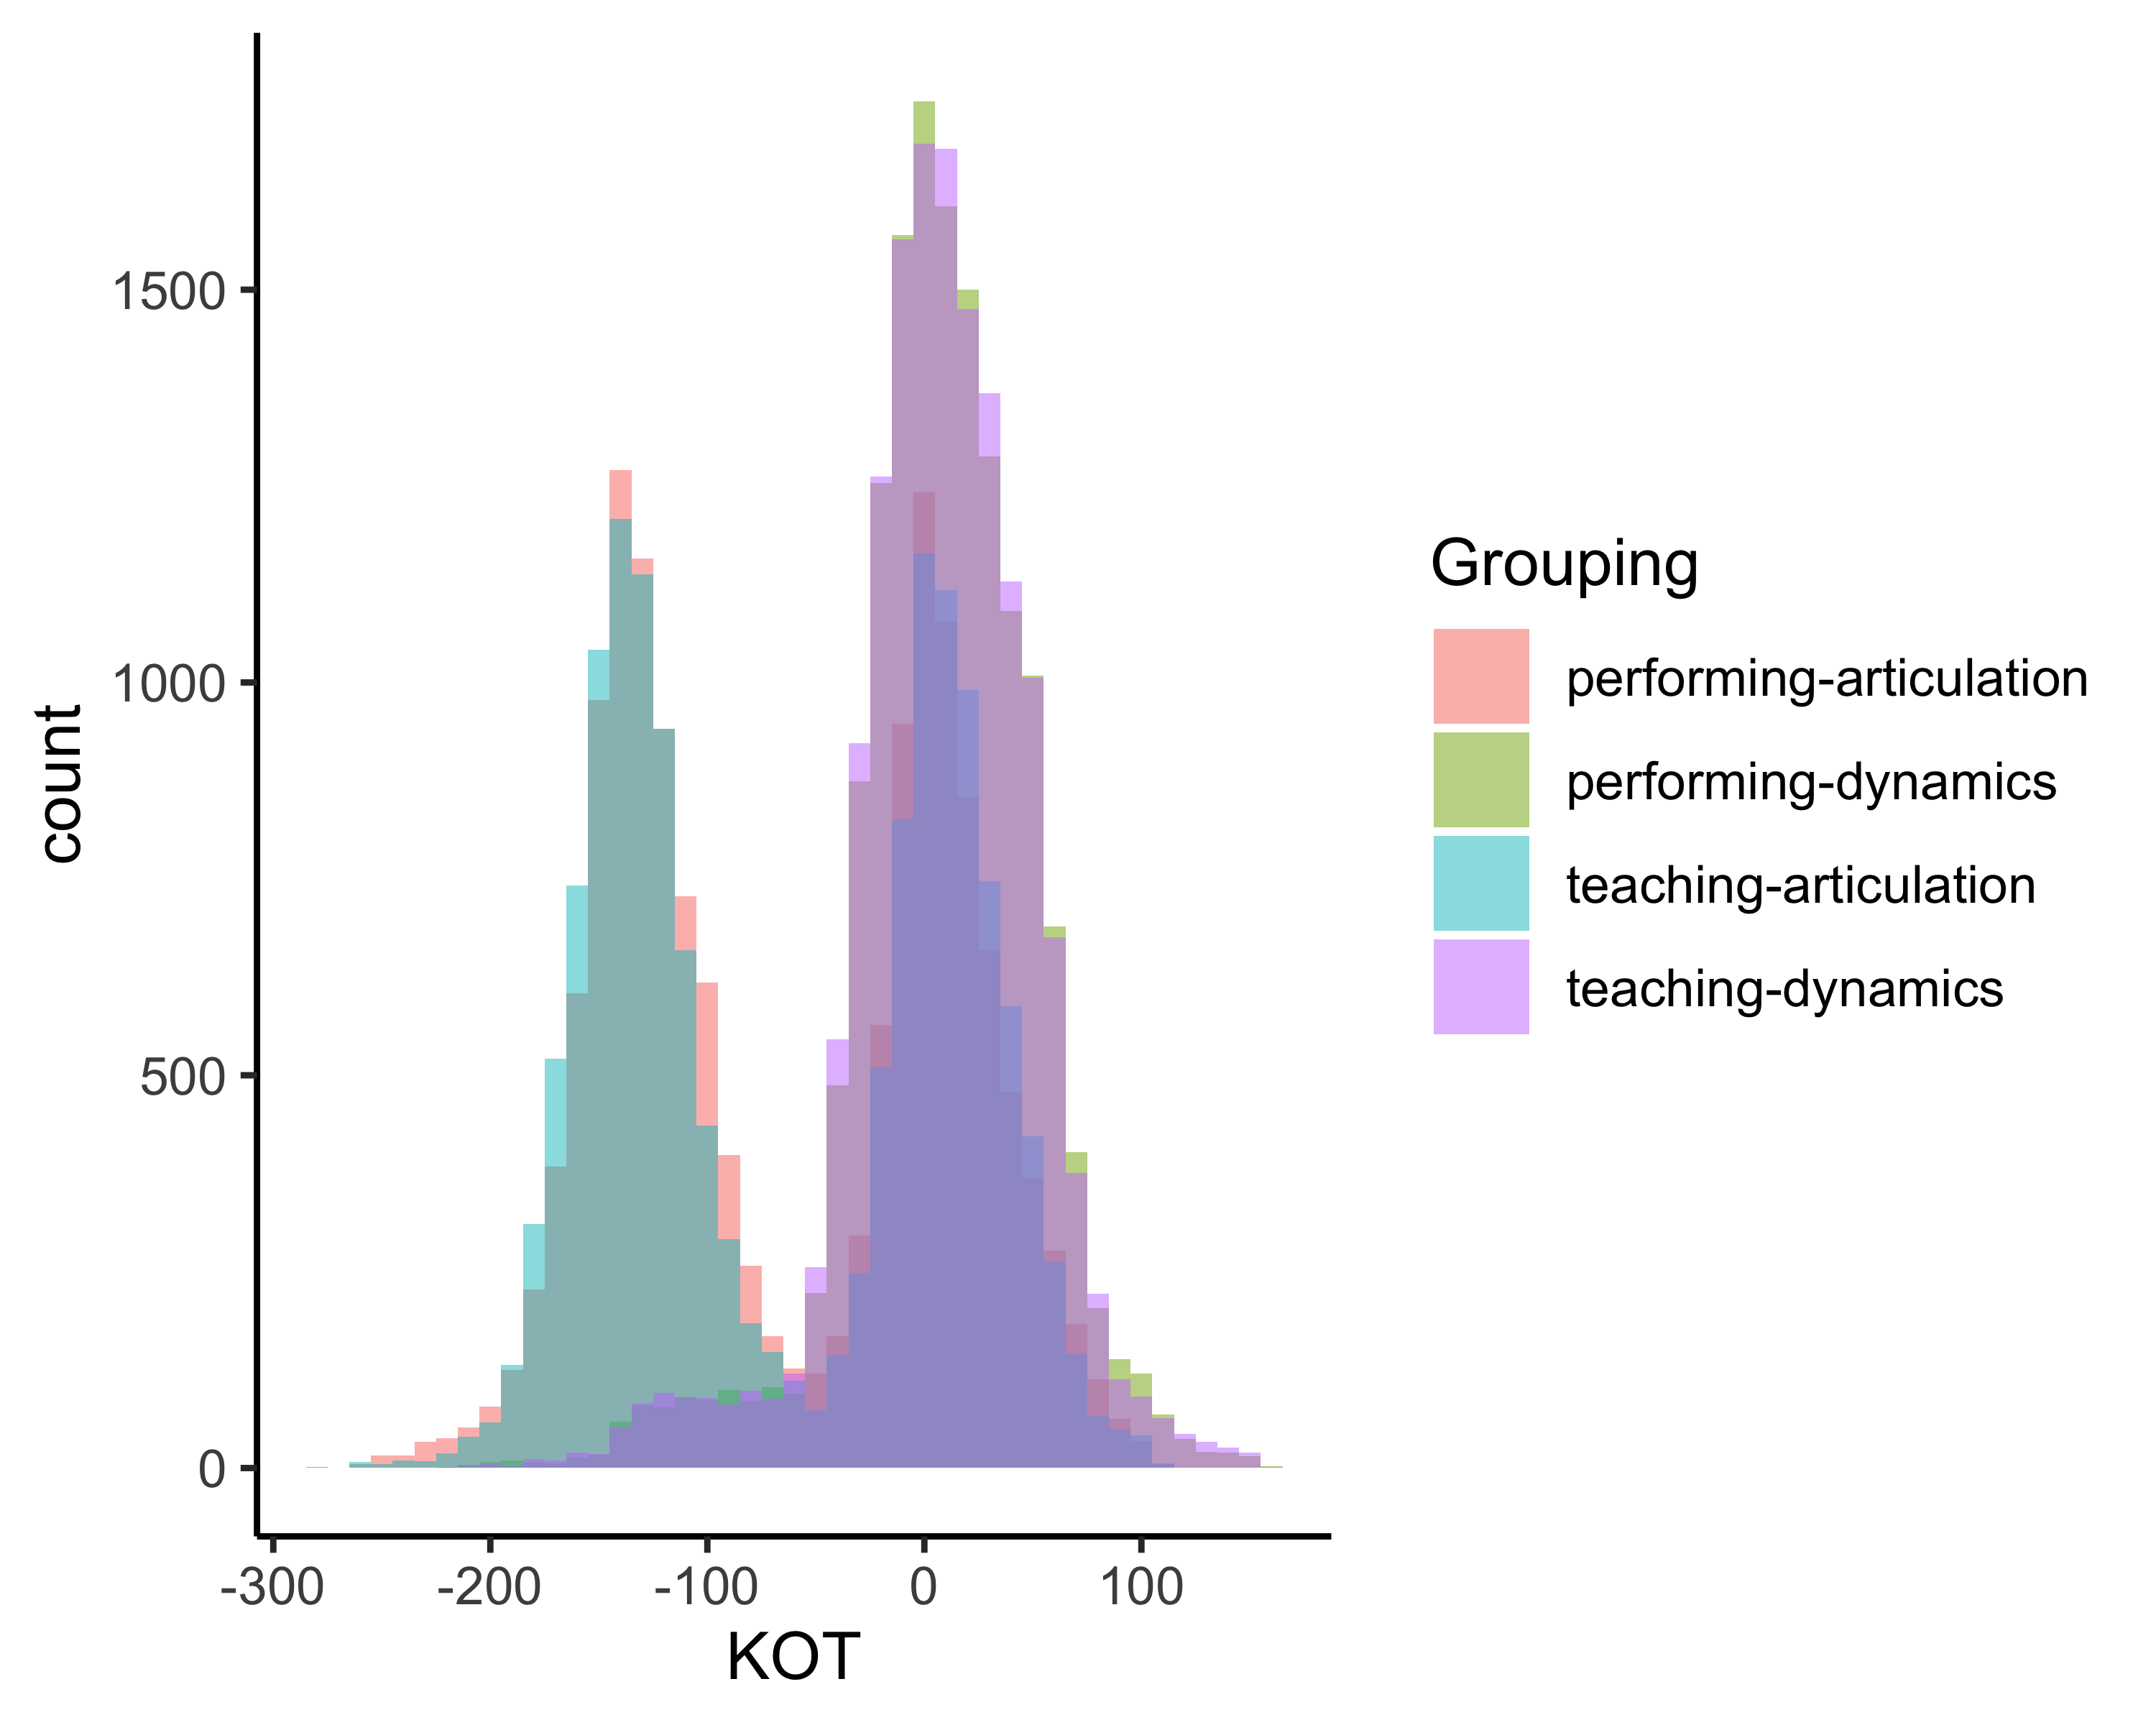 count
1500
1000
500
0
-300 -200 -100 0 100
KOT
Grouping
performing-articulation
performing-dynamics
teaching-articulation
teaching-dynamics